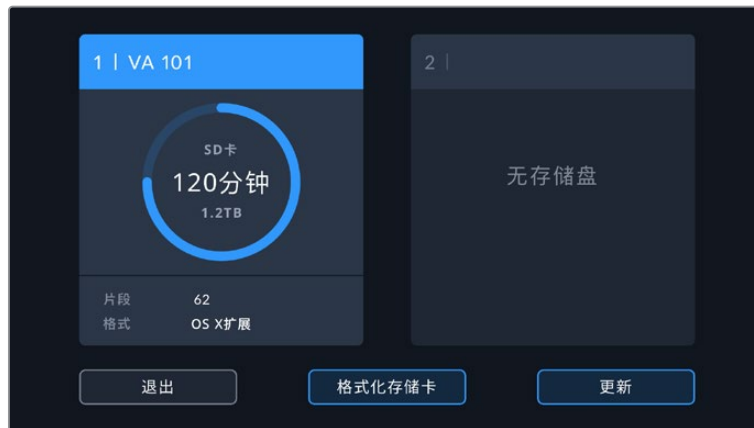 1 | VA 101
SD卡
120分钟
1.2TB
片段 62
格式 OS X扩展
2 |
无存储盘
退出
格式化存储卡
更新